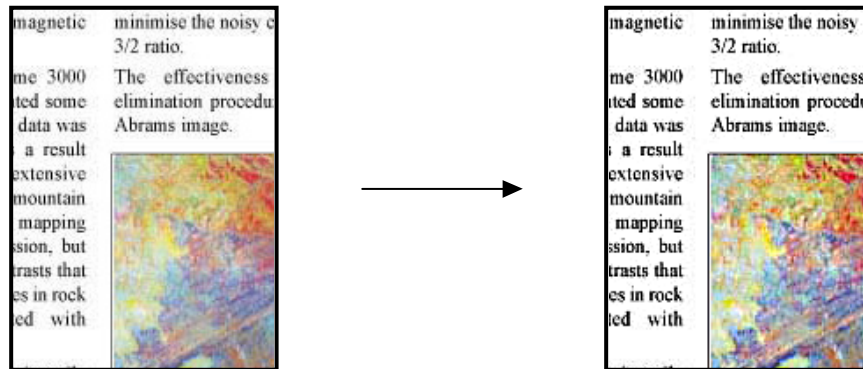 magnetic
me 3000
ted some
data was
a result
extensive
mountain
mapping
ssion, but
trasts that
es in rock
ted with
minimise the noisy c
3/2 ratio.
The effectiveness
elimination procedu
Abrams image.
magnetic
me 3000
ted some
data was
a result
extensive
mountain
mapping
ssion, but
trasts that
es in rock
ted with
minimise the noisy
3/2 ratio.
The effectiveness
elimination procedu
Abrams image.